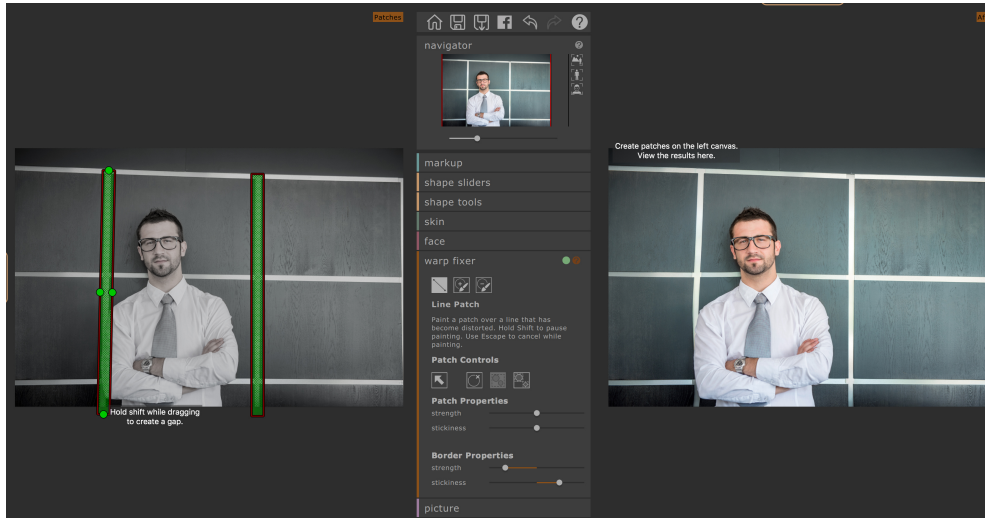 Patches
navigator
markup
shape sliders
shape tools
skin
face
warp fixer
Line Patch
Paint a patch over a line that has
become distorted. Hold Shift to pause
painting. Use Escape to cancel while
painting.
Patch Controls
Patch Properties
strength
stickiness
Border Properties
strength
stickiness
picture
Hold shift while dragging
to create a gap.
Create patches on the left canvas.
View the results here.